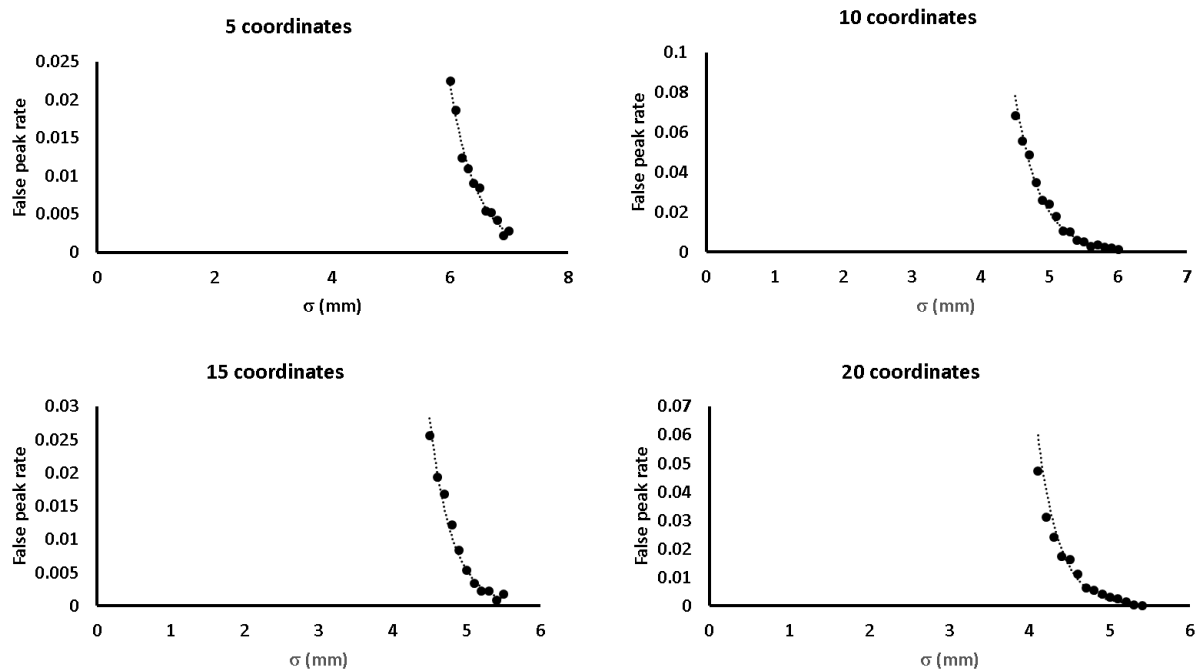 5 coordinates
0.025
0.02
0.015
0.01
0.005
0
False peak rate
0 2 4 6 8
σ (mm)
10 coordinates
0.1
0.08
0.06
0.04
0.02
0
False peak rate
0 1 2 3 4 5 6 7
σ (mm)
15 coordinates
0.03
0.025
0.02
0.015
0.01
0.005
0
False peak rate
0 1 2 3 4 5 6
σ (mm)
20 coordinates
0.07
0.06
0.05
0.04
0.03
0.02
0.01
0
False peak rate
0 1 2 3 4 5 6
σ (mm)